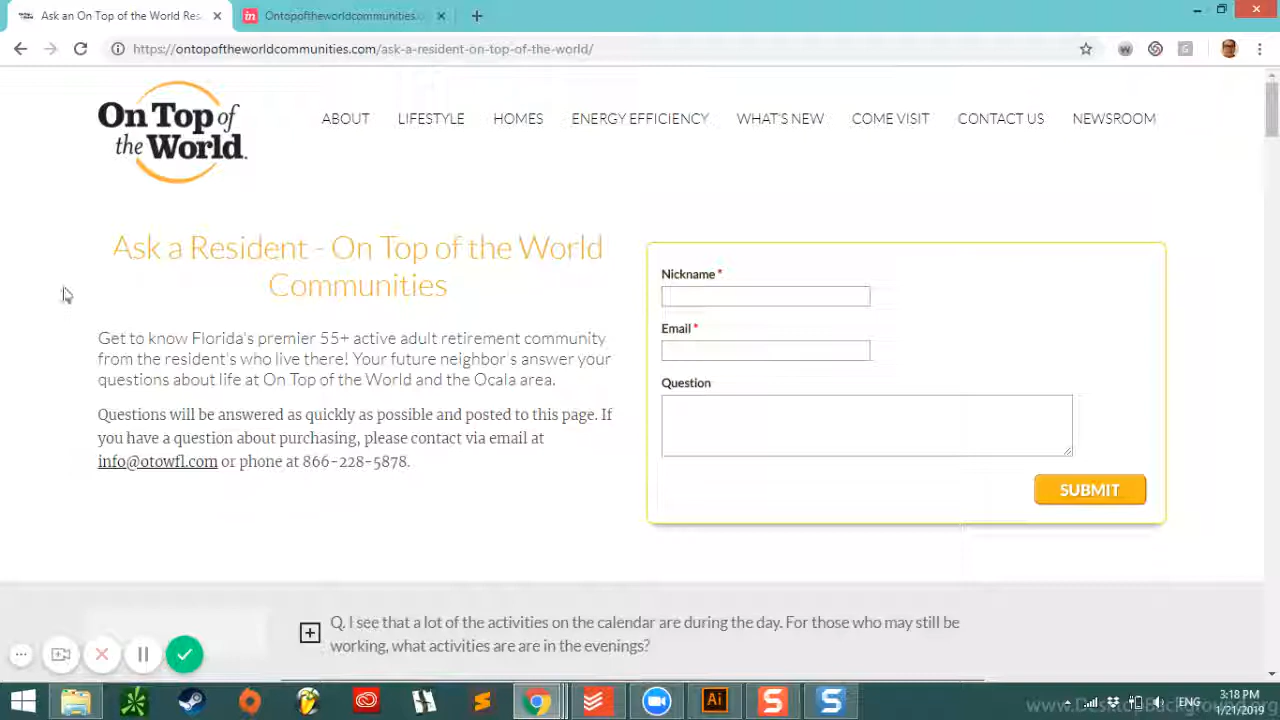 Ask an On Top of the World Res
Ontopoftheworldcommunities.
https://ontopoftheworldcommunities.com/ask-a-resident-on-top-of-the-world/
On Top of
the World.
ABOUT LIFESTYLE HOMES ENERGY EFFICIENCY WHAT'S NEW COME VISIT CONTACT US NEWSROOM
Ask a Resident - On Top of the World
Communities
Get to know Florida's premier 55+ active adult retirement community
from the resident's who live there! Your future neighbor's answer your
questions about life at On Top of the World and the Ocala area.
Questions will be answered as quickly as possible and posted to this page. If
you have a question about purchasing, please contact via email at
info@otowfl.com or phone at 866-228-5878.
Nickname *
Email *
Question
SUBMIT
Q. I see that a lot of the activities on the calendar are during the day. For those who may still be
working, what activities are are in the evenings?
ENG
3:18 PM
1/21/2019